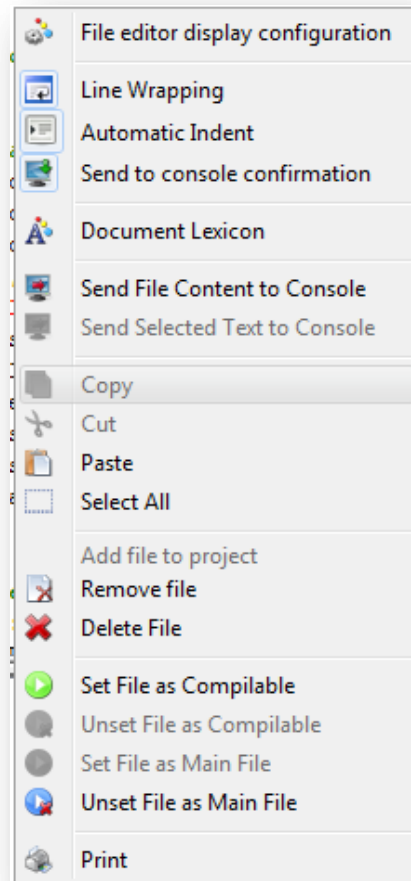 File editor display configuration
Line Wrapping
Automatic Indent
Send to console confirmation
Document Lexicon
Send File Content to Console
Send Selected Text to Console
Copy
Cut
Paste
Select All
Add file to project
Remove file
Delete File
Set File as Compilable
Unset File as Compilable
Set File as Main File
Unset File as Main File
Print